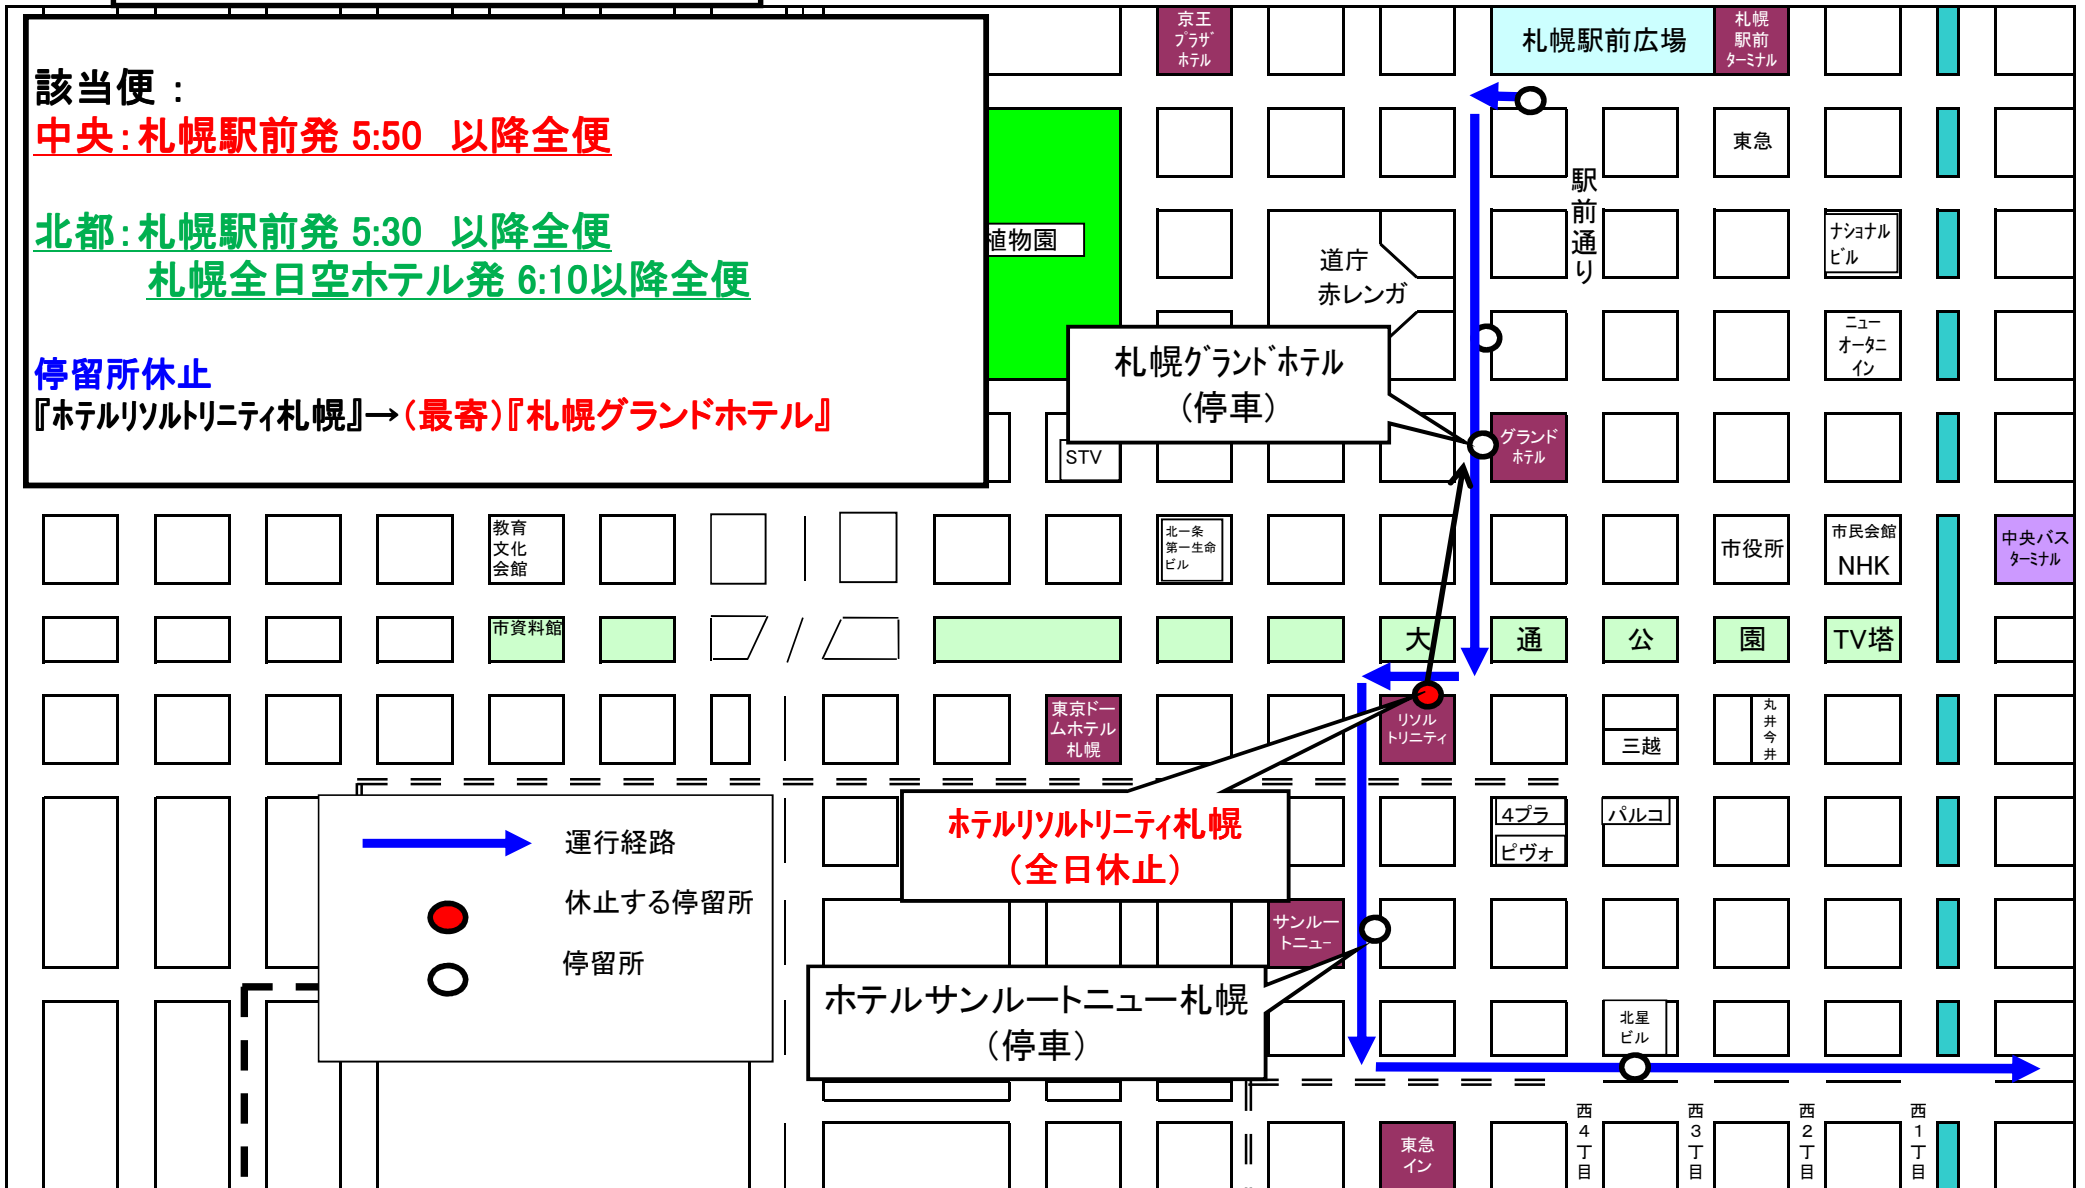 該当便：
中央：札幌駅前発 5:50　以降全便
北都：札幌駅前発 5:30　以降全便
札幌全日空ホテル発 6:10以降全便
停留所休止
『ホテルリソルトリニティ札幌』→(最寄)『札幌グランドホテル』
京王
プラザ
ホテル
札幌駅前広場
札幌
駅前
ターミナル
東急
駅前通り
植物園
道庁
赤レンガ
ナショナル
ビル
ニュー
オータニ
イン
札幌グランドホテル
（停車）
グランド
ホテル
STV
教育
文化
会館
北一条
第一生命
ビル
市役所
市民会館
NHK
中央バス
ターミナル
市資料館
大
通
公
園
TV塔
東京ドー
ムホテル
札幌
リソル
トリニティ
三越
丸井今井
運行経路
休止する停留所
停留所
ホテルリソルトリニティ札幌
（全日休止）
4プラ
ピヴォ
パルコ
サンルー
トニュー
ホテルサンルートニュー札幌
（停車）
北星
ビル
東急
イン
西4丁目
西3丁目
西2丁目
西1丁目